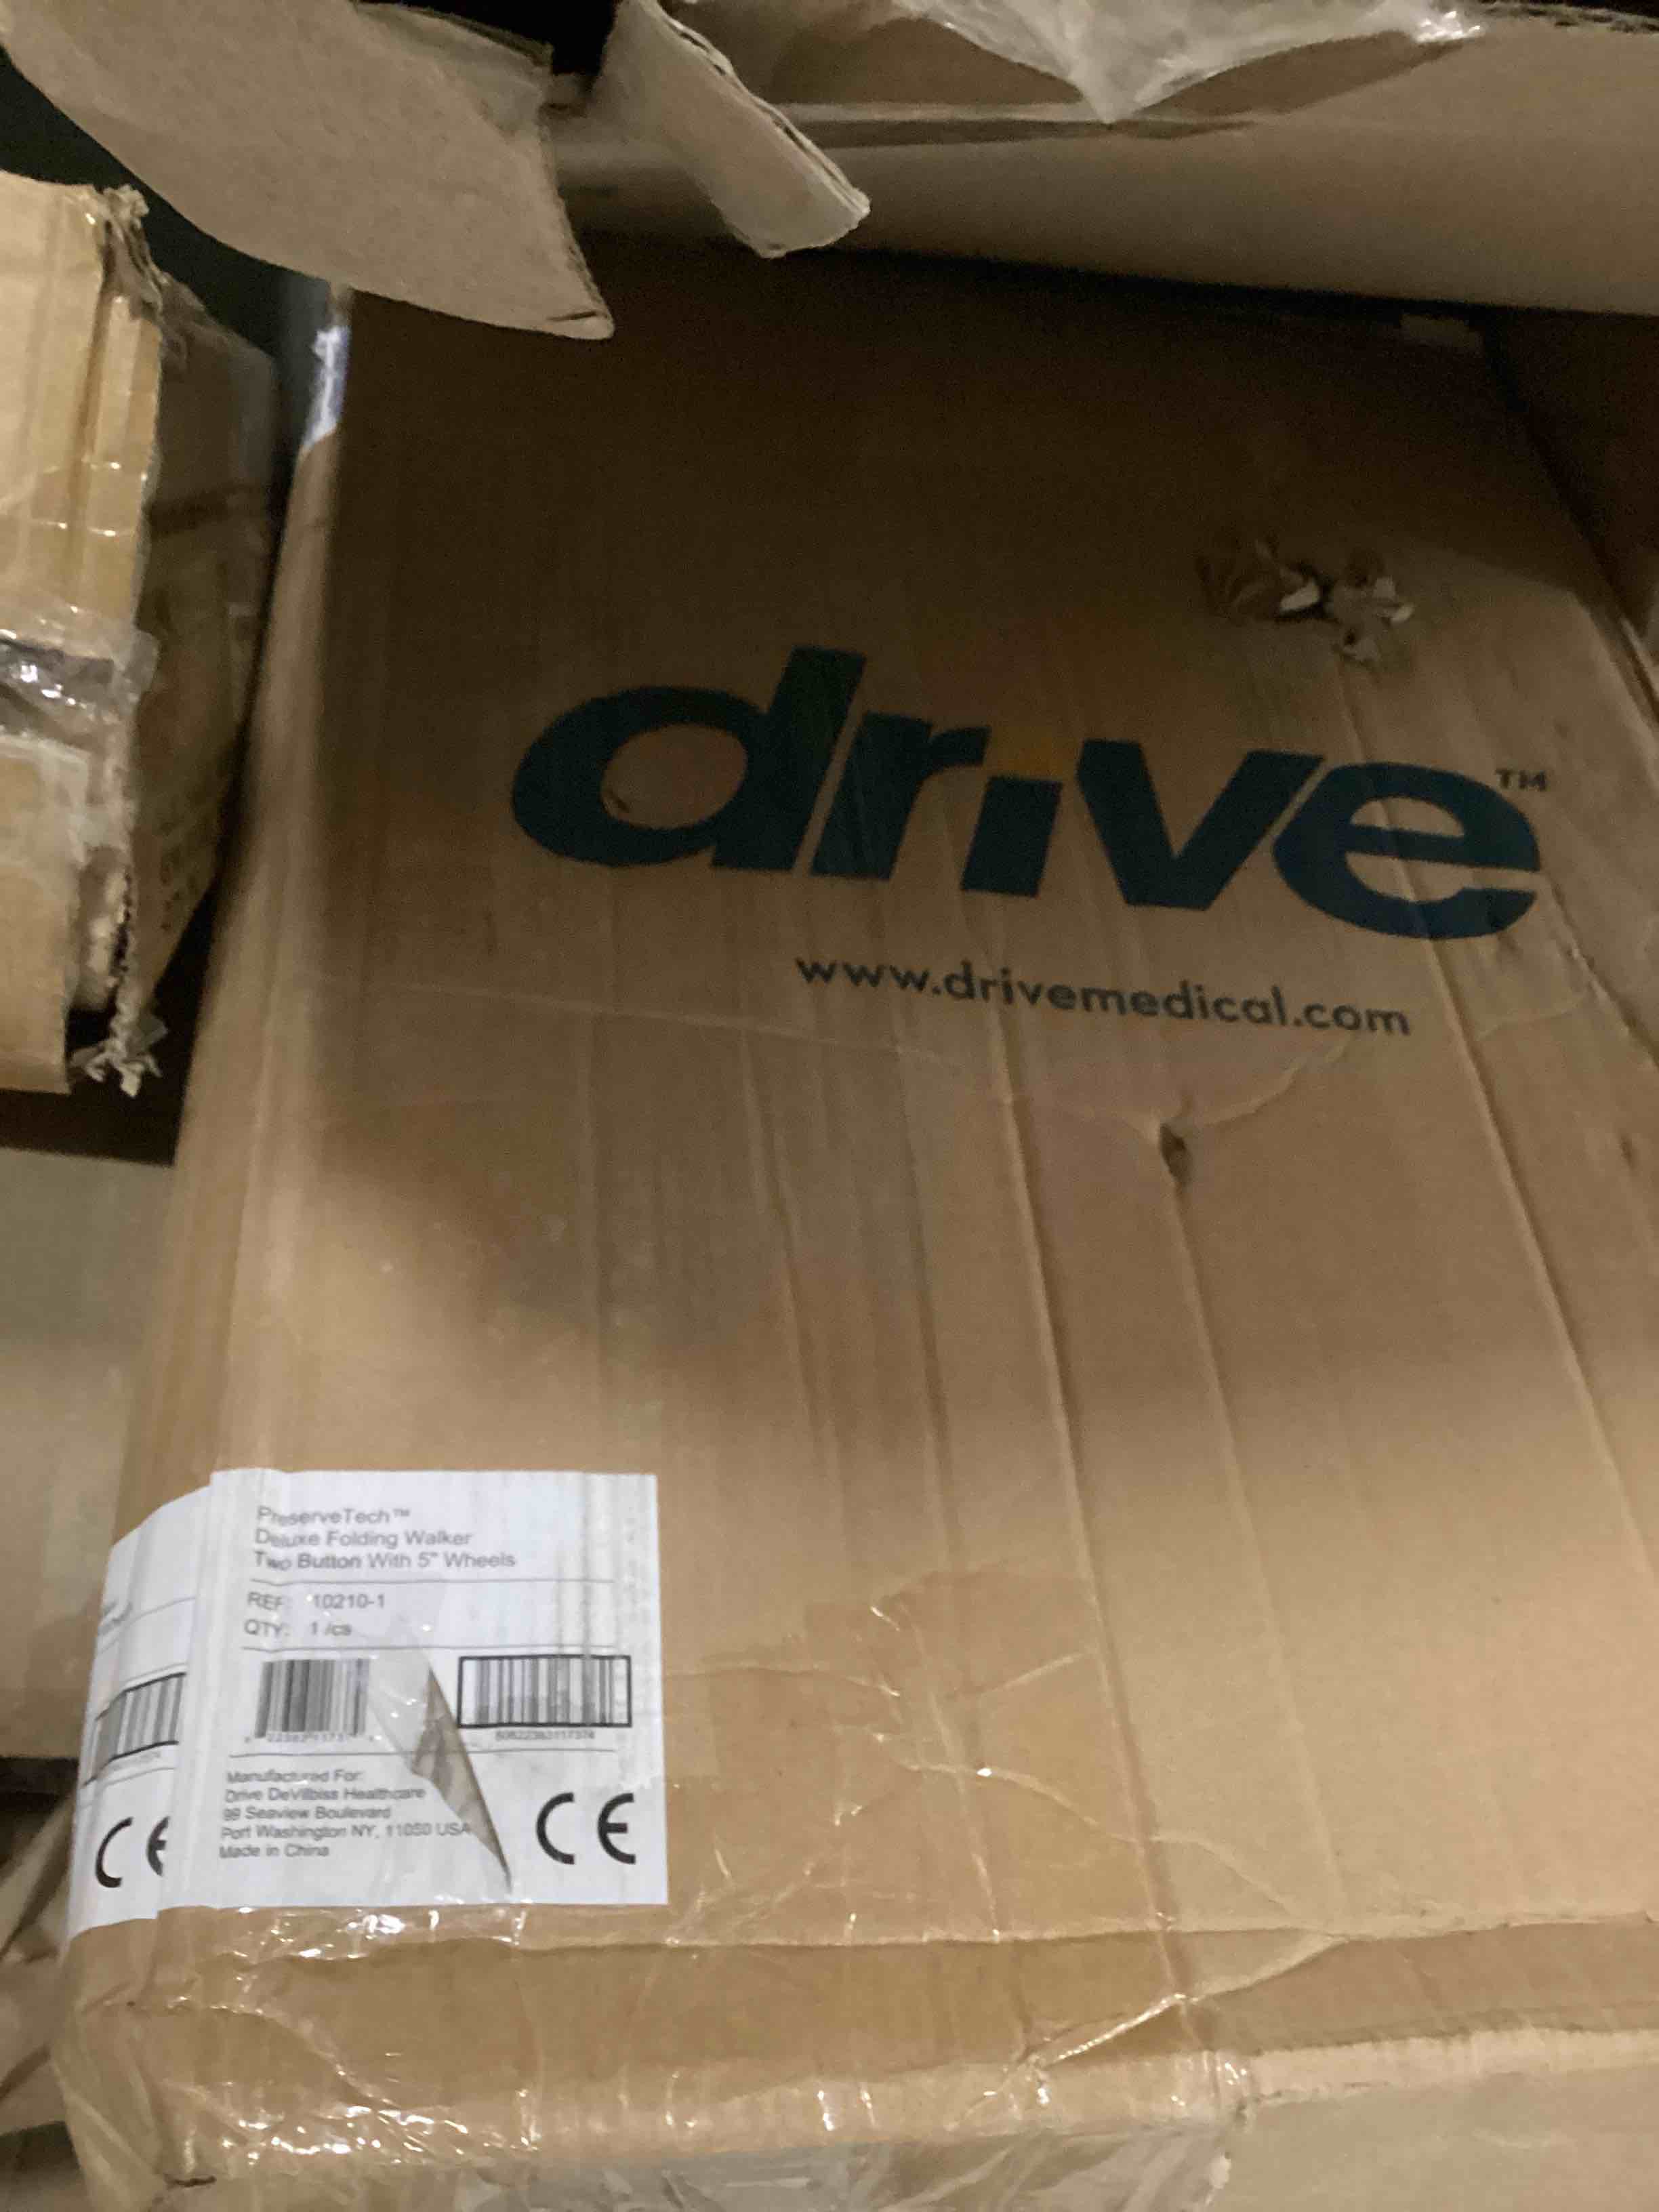 drive™
www.drivemedical.com
PreserveTech™
Deluxe Folding Walker
Two Button With 5" Wheels
REF: 10210-1
QTY: 1 /cs
Manufactured For:
Drive DeVilbiss Healthcare
99 Seaview Boulevard
Port Washington NY, 11050 USA
Made in China
CE
CE